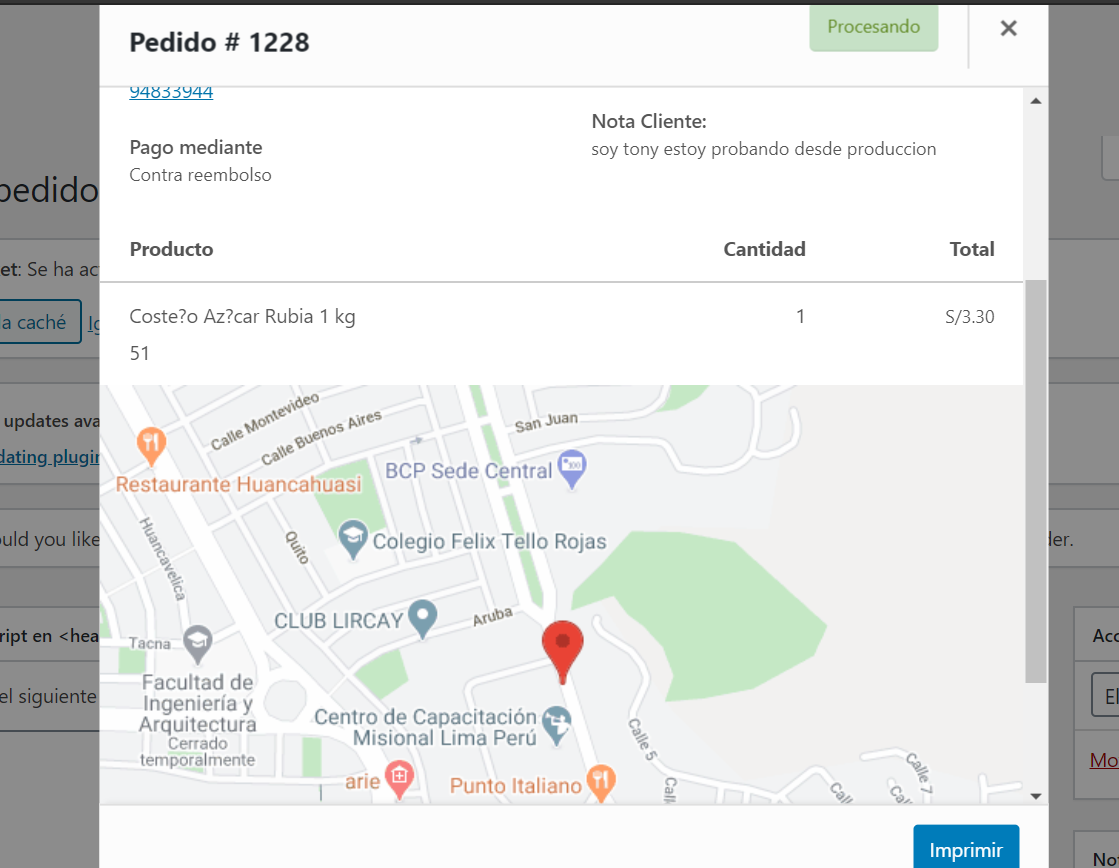 Pedido # 1228
Procesando
94833944
Nota Cliente:
soy tony estoy probando desde produccion
Pago mediante
Contra reembolso
Producto Cantidad Total
Coste?o Az?car Rubia 1 kg 1 S/3.30
51
Calle Montevideo
Calle Buenos Aires
San Juan
BCP Sede Central
Restaurante Huancahuasi
Huancavelica
Quito
Colegio Felix Tello Rojas
CLUB LIRCAY
Aruba
Tacna
Facultad de
Ingeniería y
Arquitectura
Cerrado
temporalmente
Centro de Capacitación
Misional Lima Perú
Calle 5
Calle 7
arie
Punto Italiano
Call
Call
Cal
Imprimir
pedido
et: Se ha ac
la caché
Ig
updates ava
dating plugin
ould you like
der.
ript en <hea
el siguiente
Acc
El
Mo
No